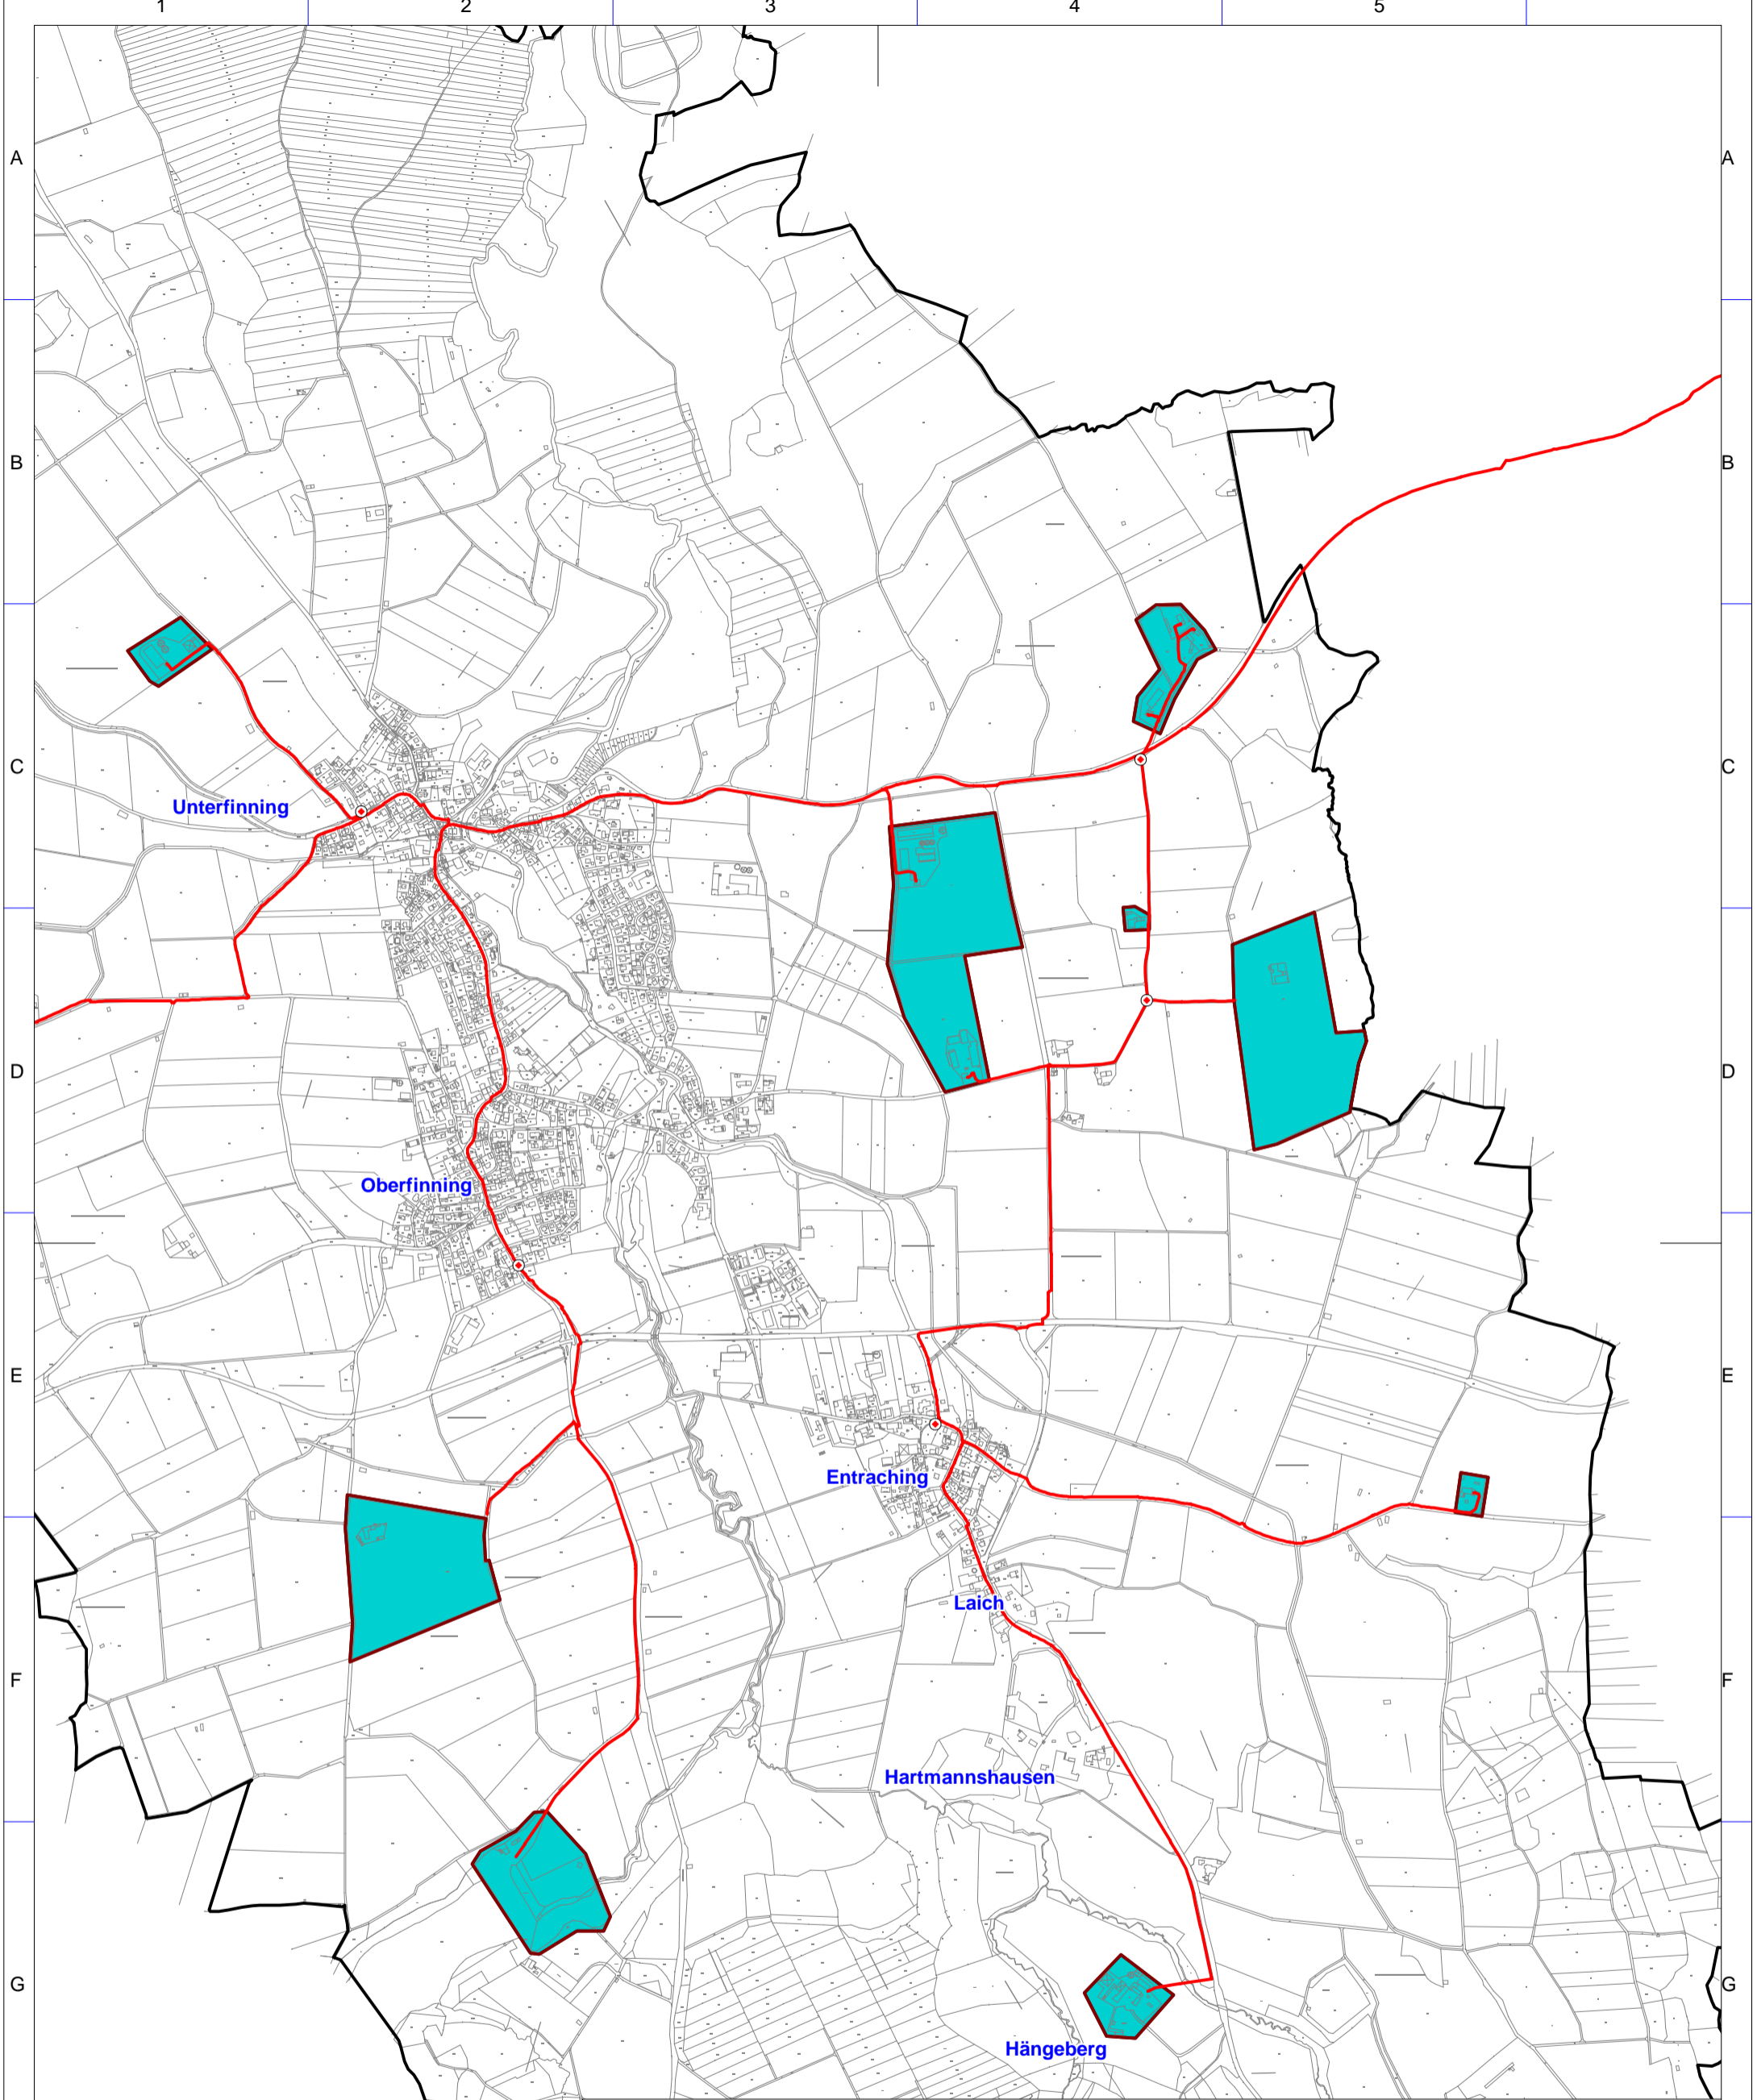 1 2 3 4 5
A A
B B
C C
Unterfinning
D D
Oberfinning
E E
Entraching
Laich
F F
Hartmannshausen
G G
Hängeberg